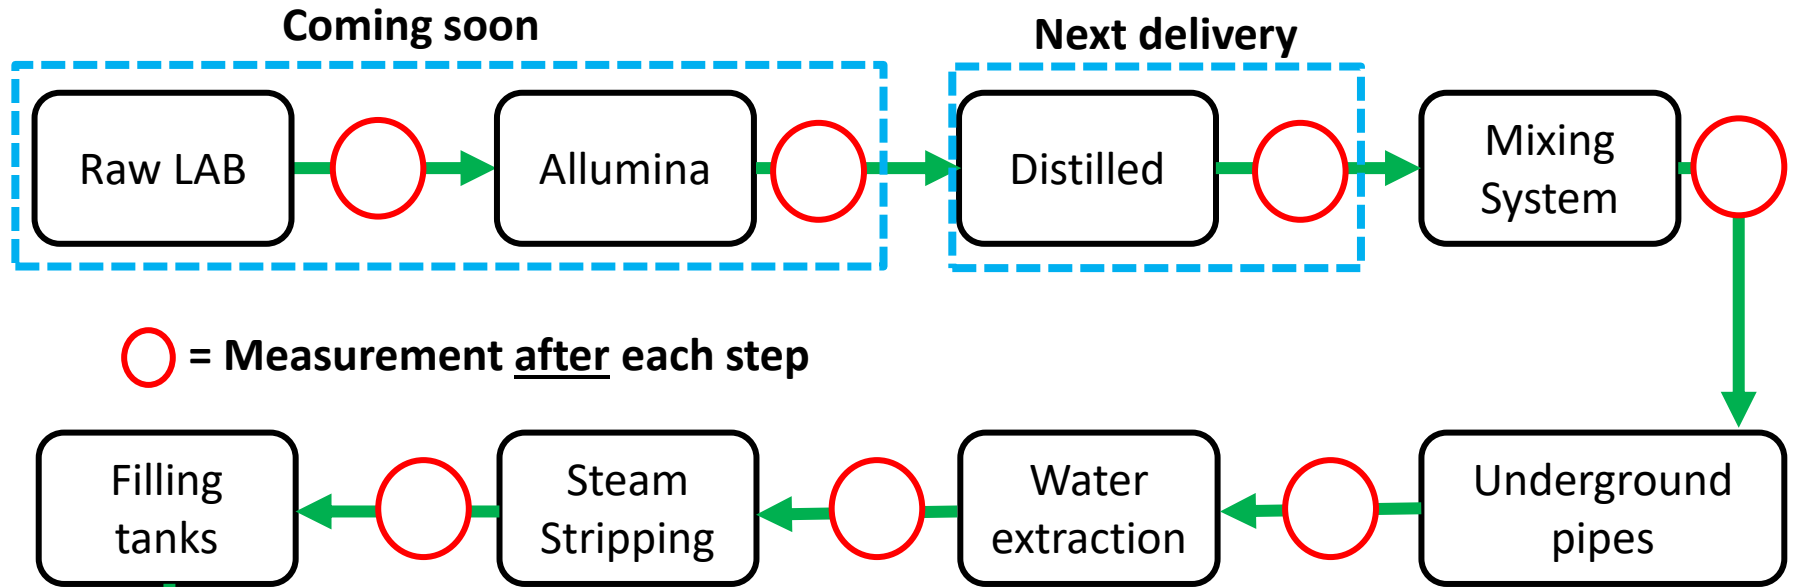 Coming soon
Next delivery
Raw LAB
Allumina
Distilled
Mixing
System
= Measurement after each step
Filling
tanks
Steam
Stripping
Water
extraction
Underground
pipes